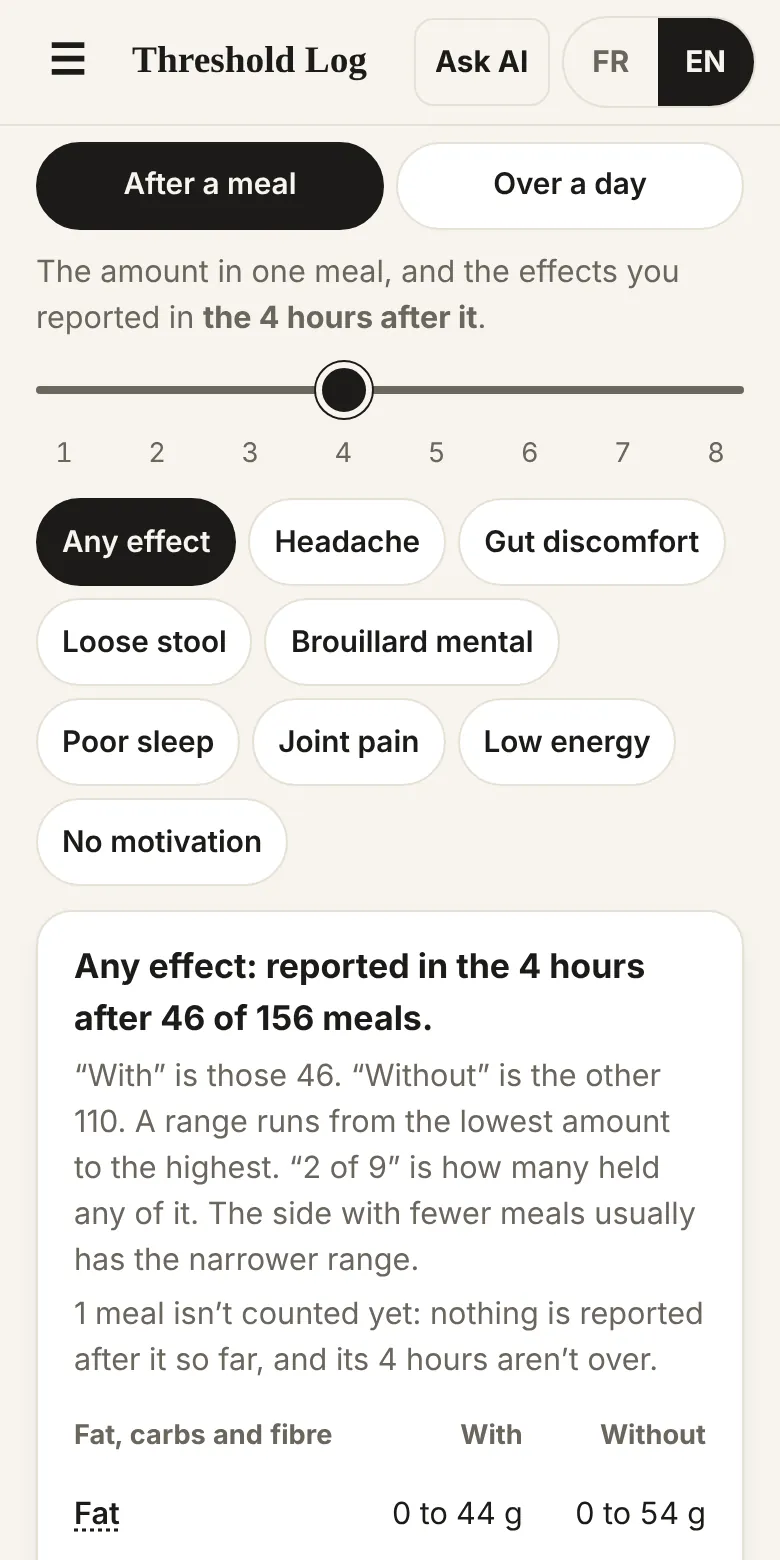 ☰ Threshold Log Ask AI FR EN
After a meal Over a day
The amount in one meal, and the effects you
reported in the 4 hours after it.
1 2 3 4 5 6 7 8
Any effect Headache Gut discomfort
Loose stool Brouillard mental
Poor sleep Joint pain Low energy
No motivation
Any effect: reported in the 4 hours
after 46 of 156 meals.
“With” is those 46. “Without” is the other
110. A range runs from the lowest amount
to the highest. “2 of 9” is how many held
any of it. The side with fewer meals usually
has the narrower range.
1 meal isn’t counted yet: nothing is reported
after it so far, and its 4 hours aren’t over.
Fat, carbs and fibre With Without
Fat 0 to 44 g 0 to 54 g